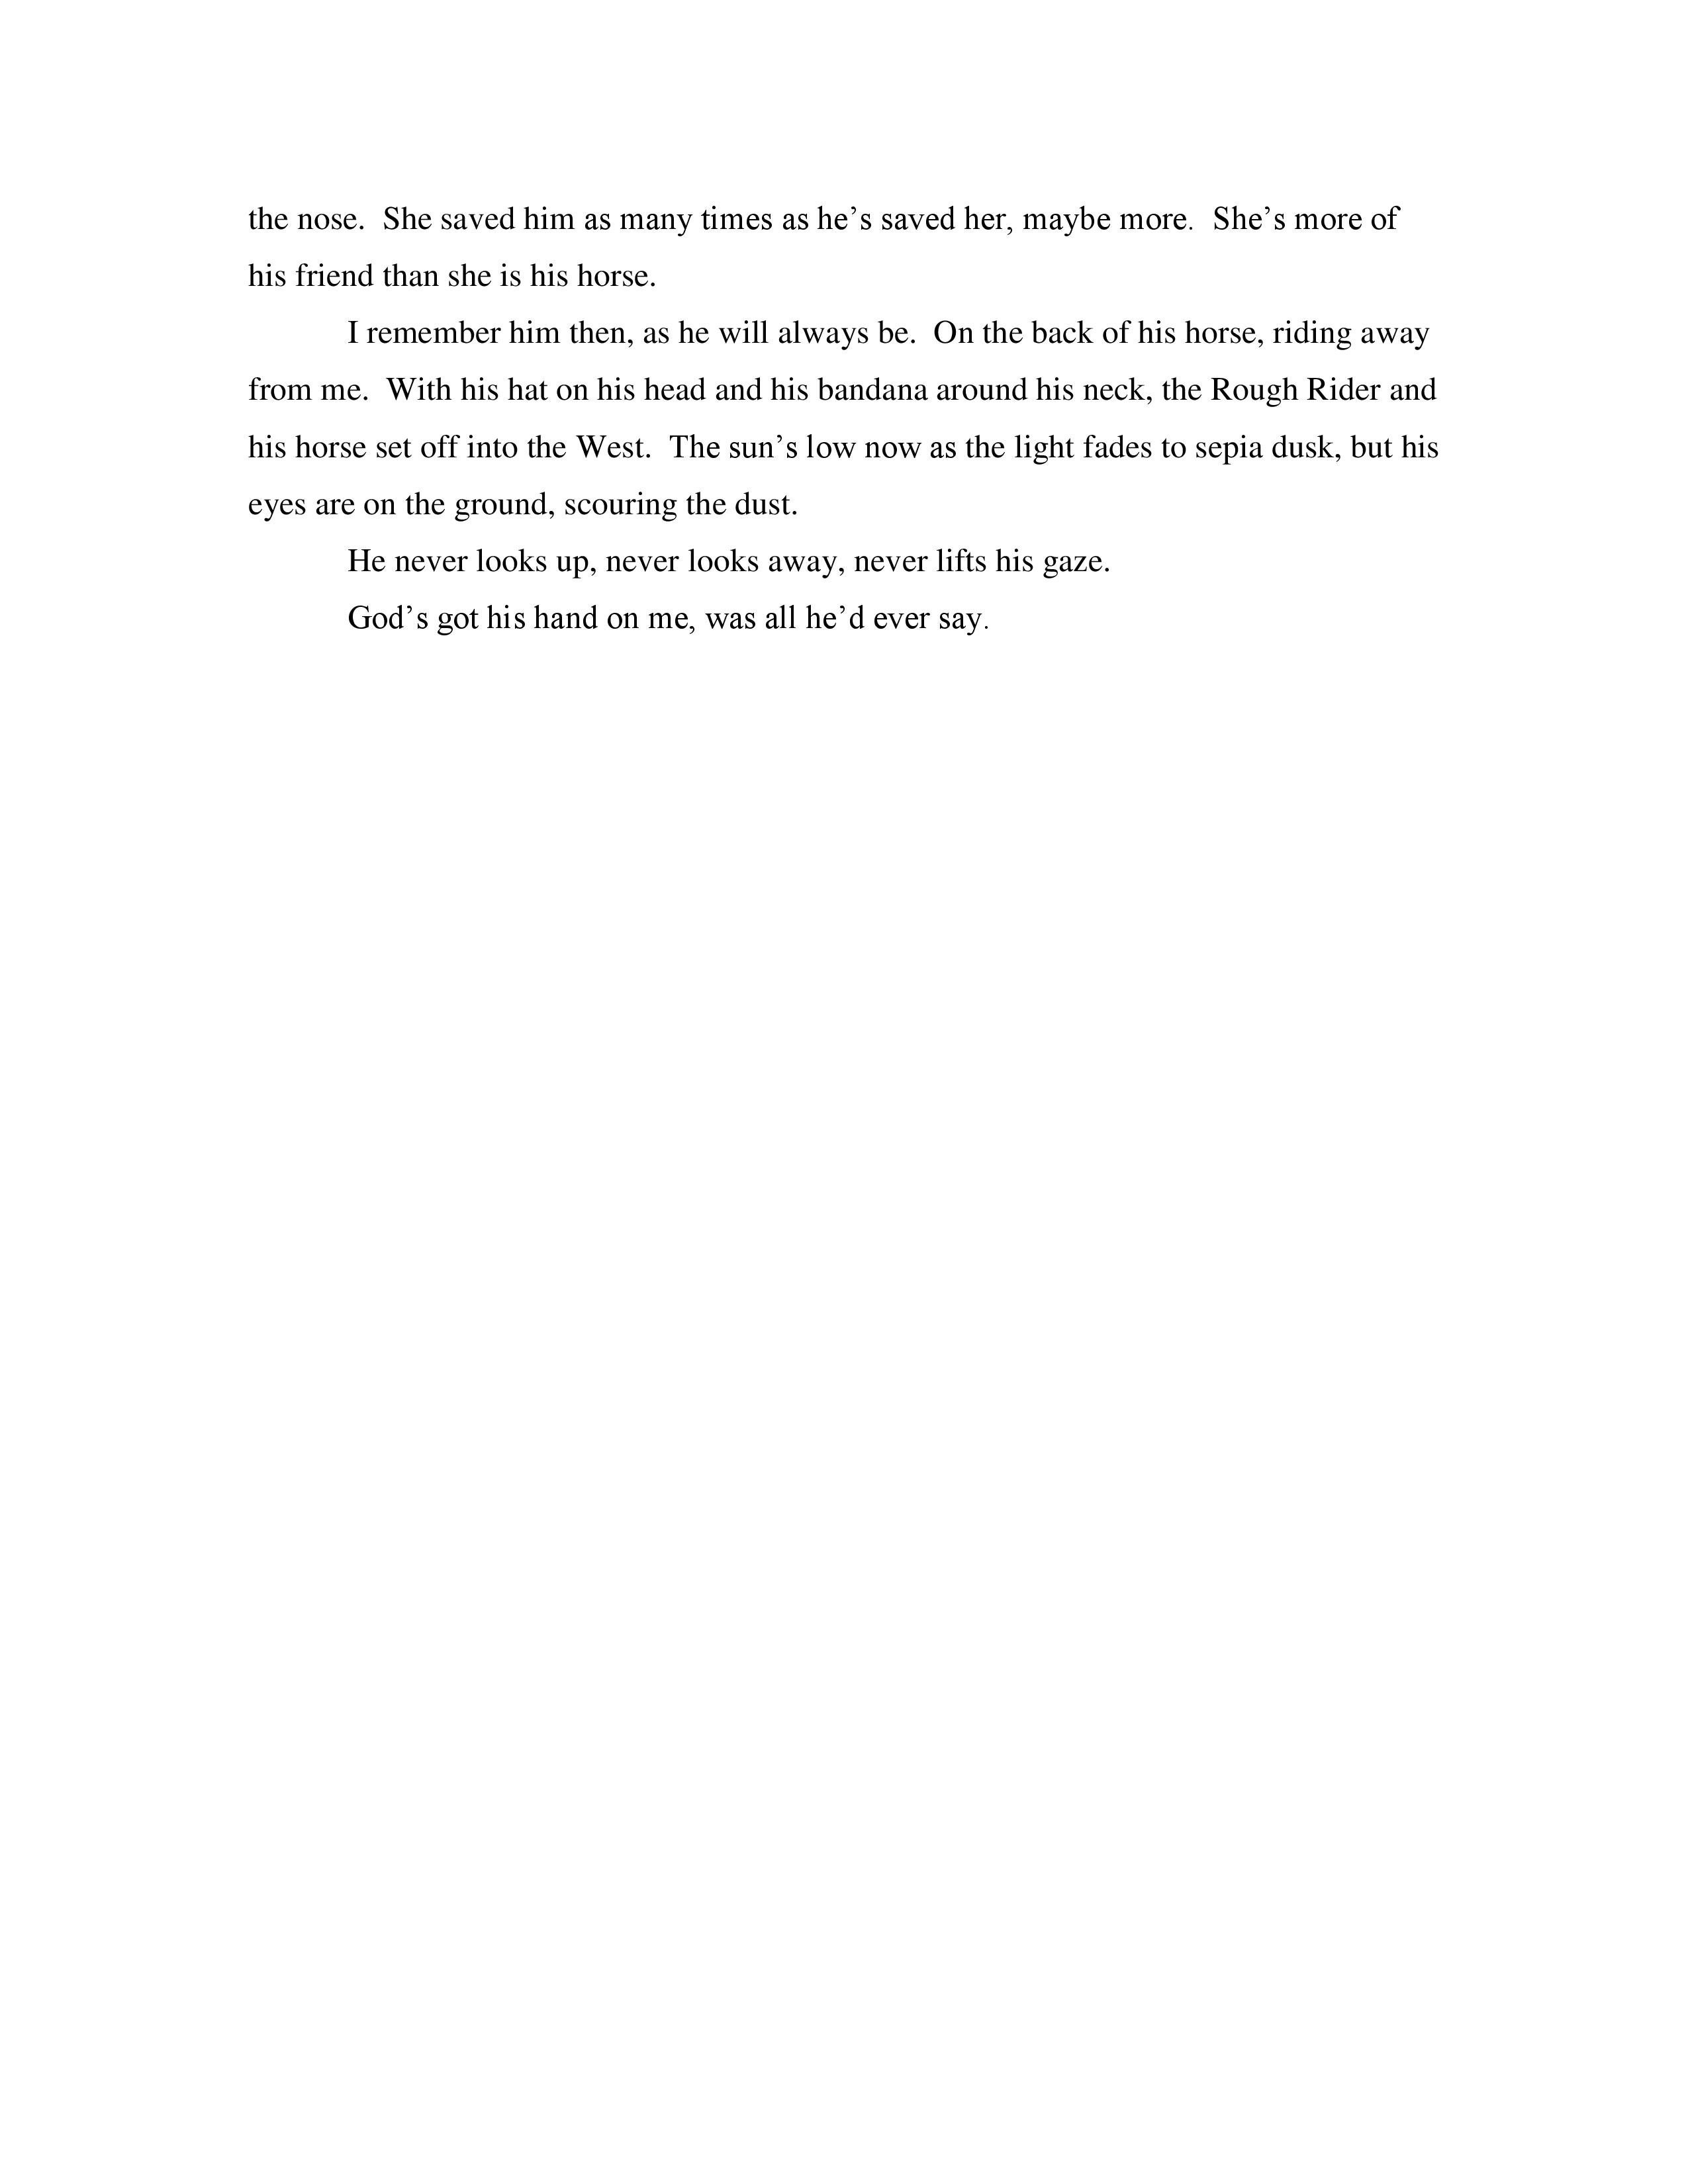 the nose.  She saved him as many times as he’s saved her, maybe more.  She’s more of
his friend than she is his horse.
I remember him then, as he will always be.  On the back of his horse, riding away
from me.  With his hat on his head and his bandana around his neck, the Rough Rider and
his horse set off into the West.  The sun’s low now as the light fades to sepia dusk, but his
eyes are on the ground, scouring the dust.
He never looks up, never looks away, never lifts his gaze.
God’s got his hand on me, was all he’d ever say.